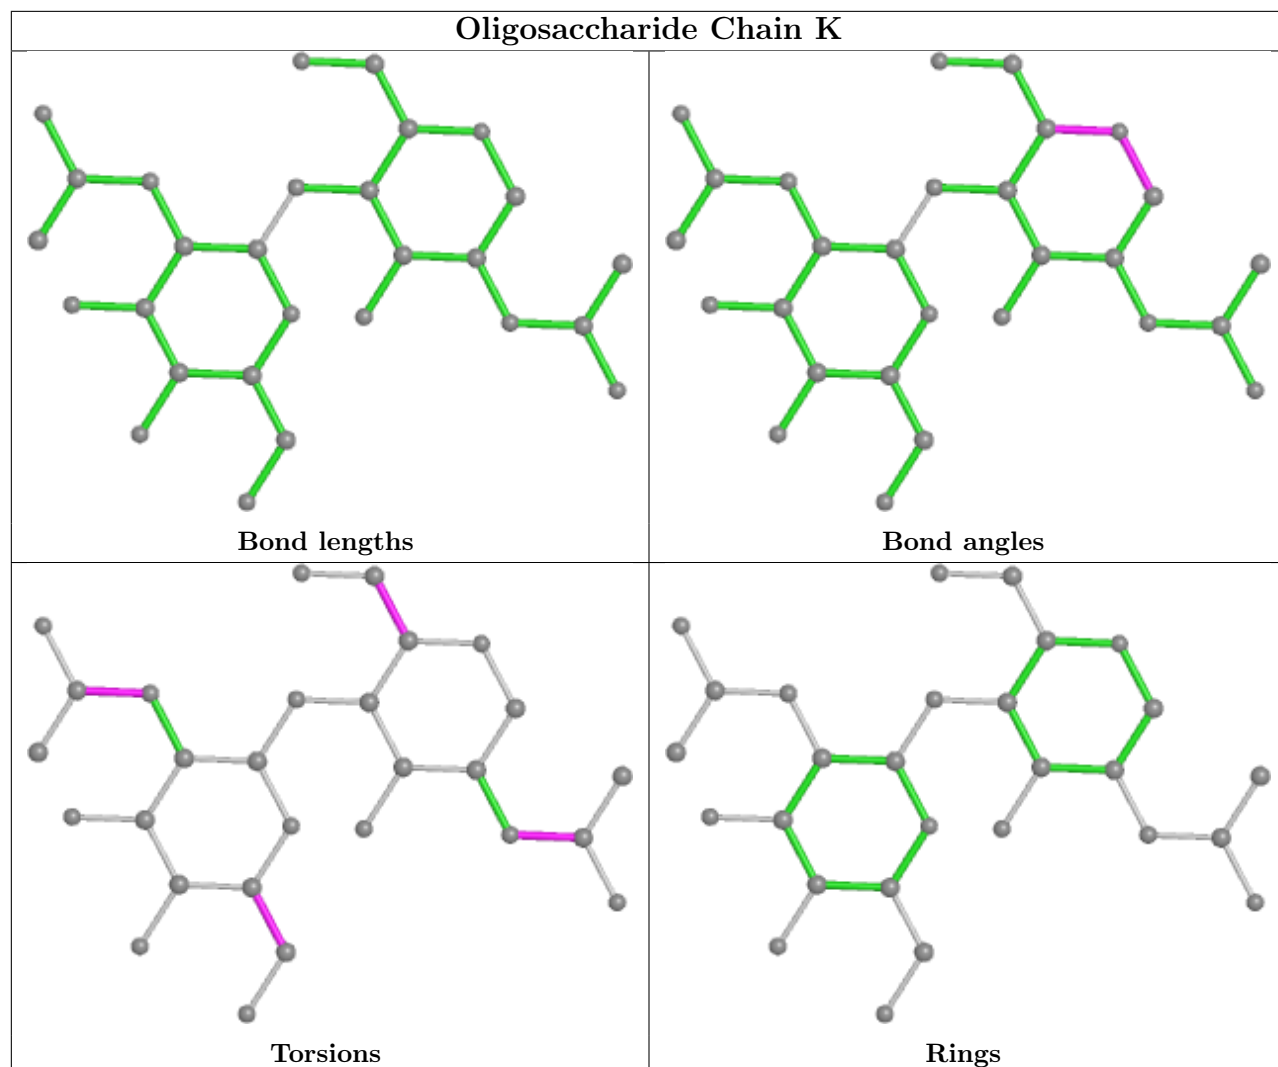 Oligosaccharide Chain K
Bond lengths
Bond angles
Torsions
Rings